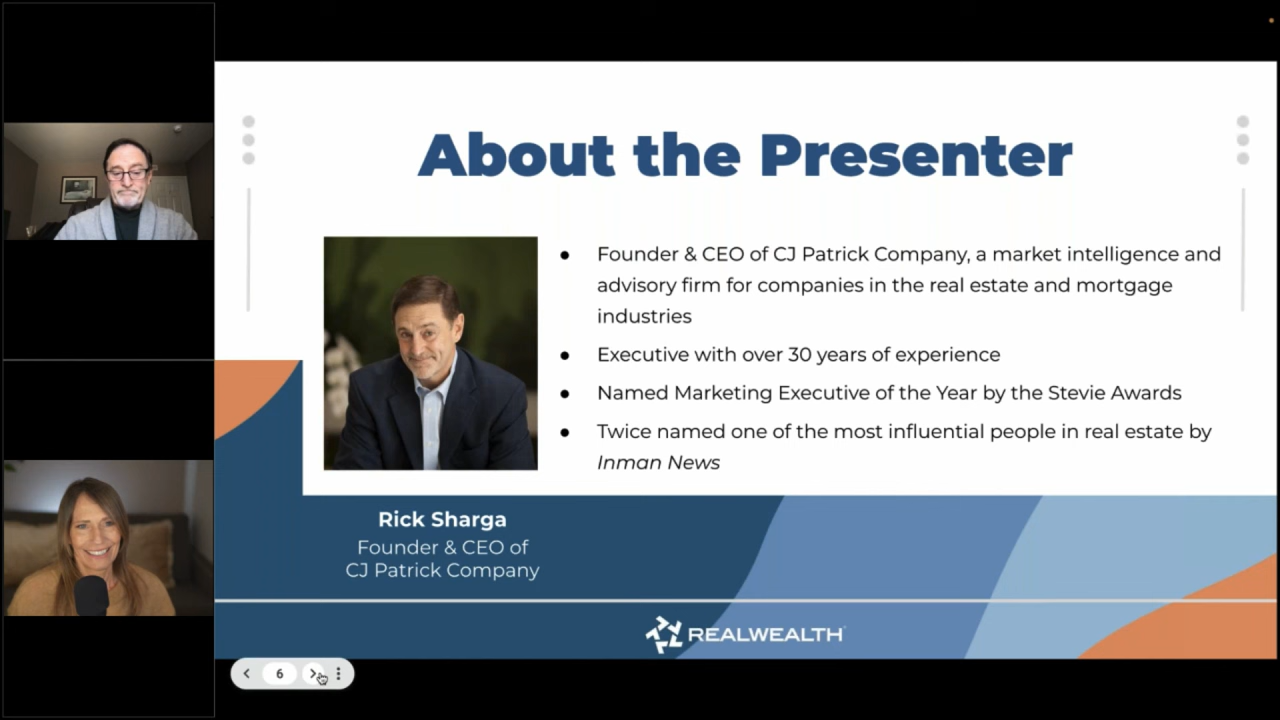 About the Presenter
● Founder & CEO of CJ Patrick Company, a market intelligence and
advisory firm for companies in the real estate and mortgage
industries
● Executive with over 30 years of experience
● Named Marketing Executive of the Year by the Stevie Awards
● Twice named one of the most influential people in real estate by
Inman News
Rick Sharga
Founder & CEO of
CJ Patrick Company
REALWEALTH
6